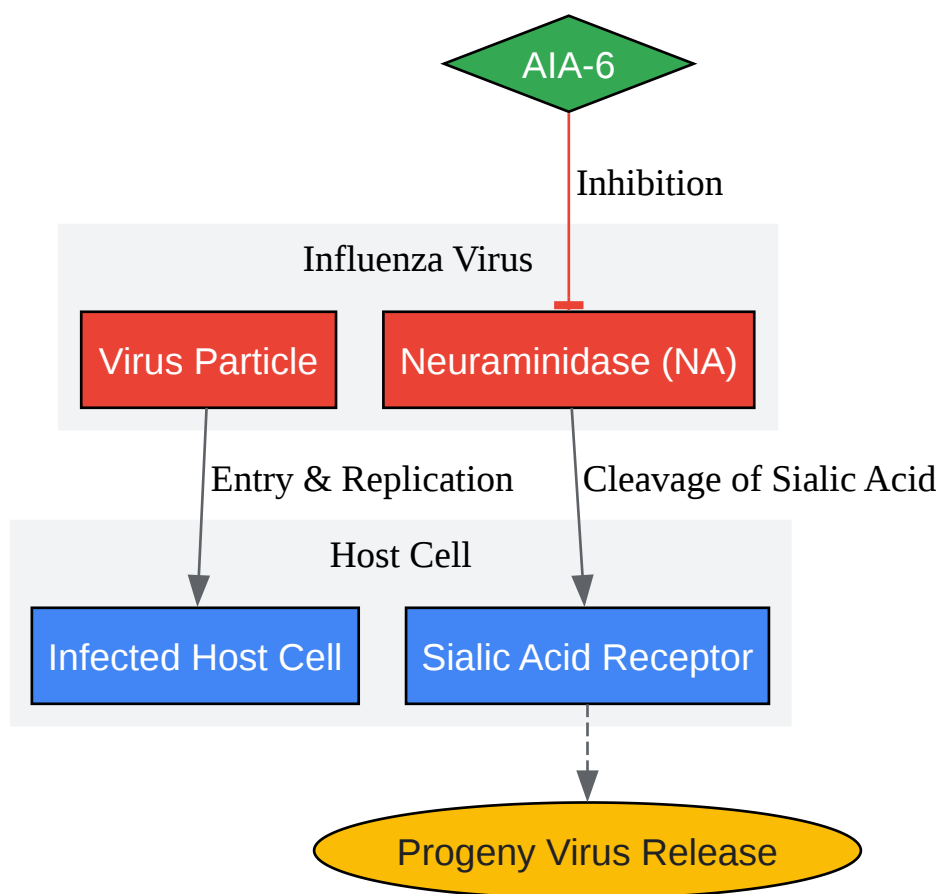 AIA-6
Inhibition
Influenza Virus
Virus Particle
Neuraminidase (NA)
Entry & Replication
Cleavage of Sialic Acid
Host Cell
Infected Host Cell
Sialic Acid Receptor
Progeny Virus Release